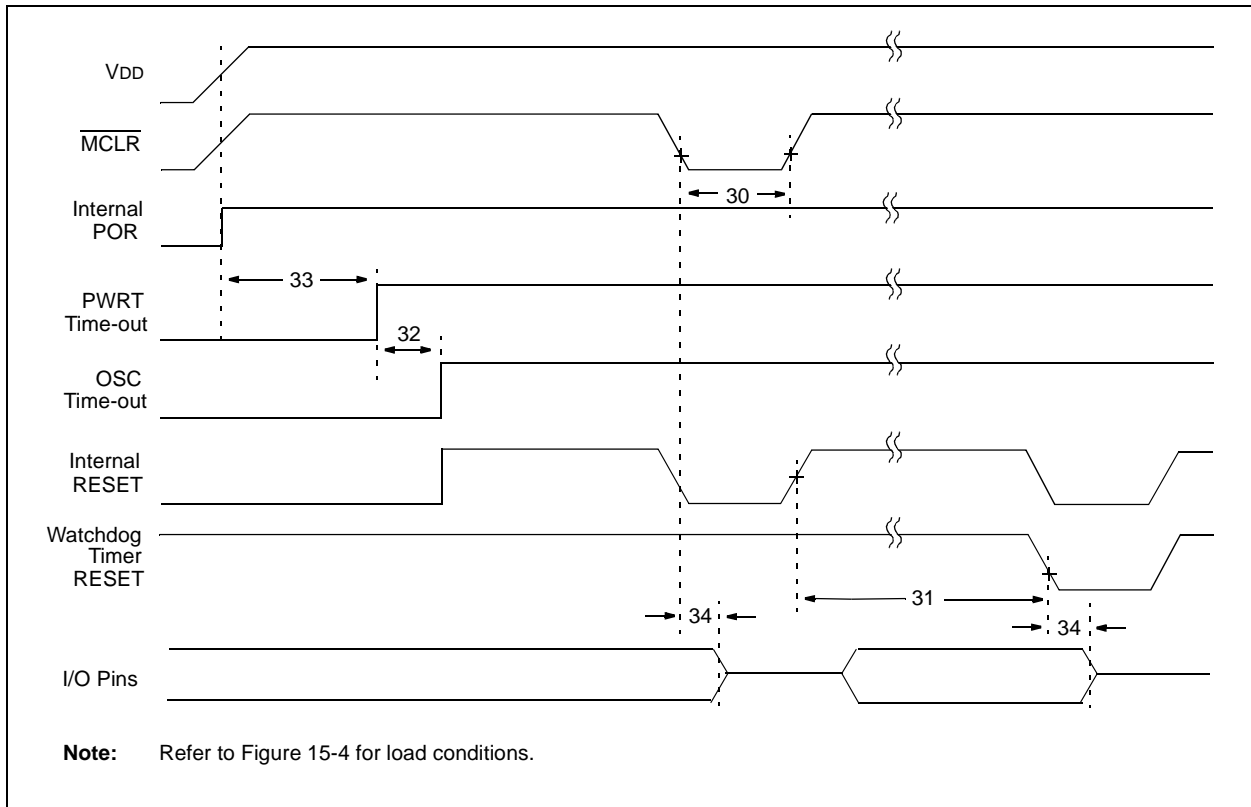 VDD
MCLR
30
Internal
POR
33
PWRT
Time-out
32
OSC
Time-out
Internal
RESET
Watchdog
Timer
RESET
31
34
34
I/O Pins
Note: Refer to Figure 15-4 for load conditions.